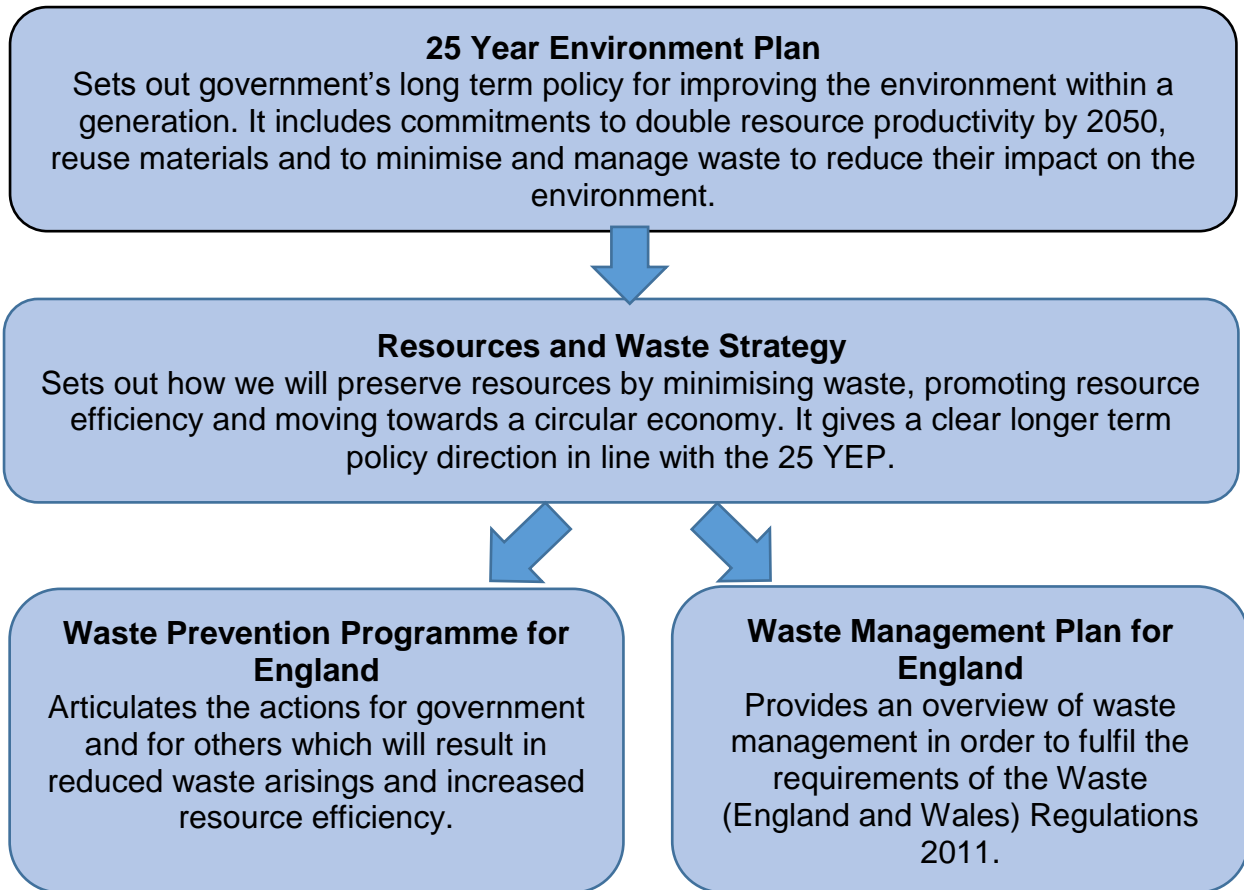 25 Year Environment Plan
Sets out government’s long term policy for improving the environment within a
generation. It includes commitments to double resource productivity by 2050,
reuse materials and to minimise and manage waste to reduce their impact on the
environment.
Resources and Waste Strategy
Sets out how we will preserve resources by minimising waste, promoting resource
efficiency and moving towards a circular economy. It gives a clear longer term
policy direction in line with the 25 YEP.
Waste Prevention Programme for
England
Articulates the actions for government
and for others which will result in
reduced waste arisings and increased
resource efficiency.
Waste Management Plan for
England
Provides an overview of waste
management in order to fulfil the
requirements of the Waste
(England and Wales) Regulations
2011.